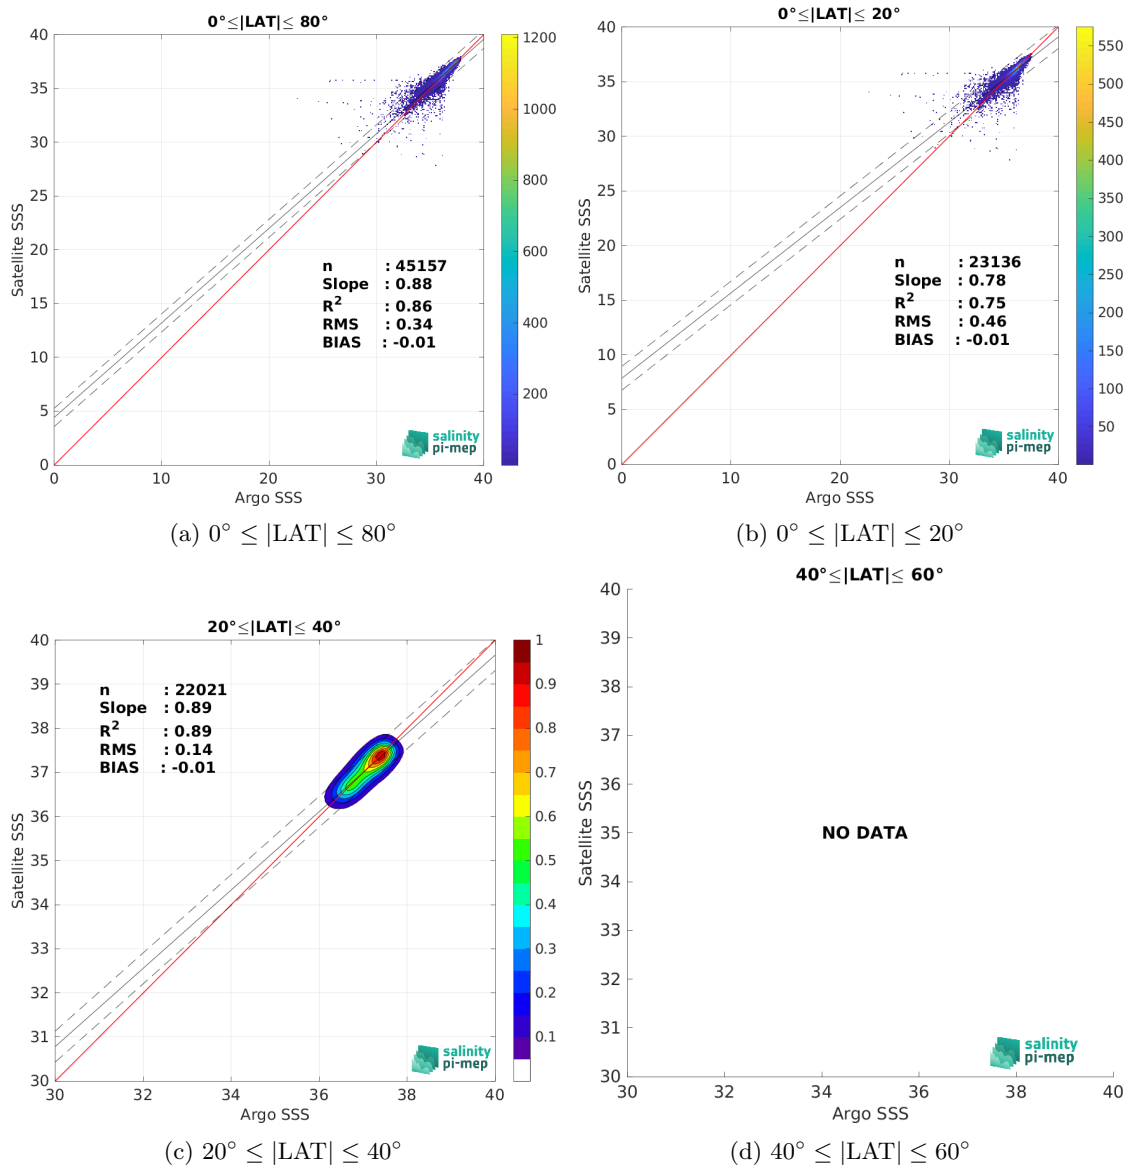 0°≤|LAT|≤ 80°
40
35
30
25
20
15
10
5
0
0
10
20
30
40
Satellite SSS
Argo SSS
n : 45157
Slope : 0.88
R² : 0.86
RMS : 0.34
BIAS : -0.01
salinity
pi-mep
1200
1000
800
600
400
200
(a) 0° ≤ |LAT| ≤ 80°
0°≤|LAT|≤ 20°
40
35
30
25
20
15
10
5
0
0
10
20
30
40
Satellite SSS
Argo SSS
n : 23136
Slope : 0.78
R² : 0.75
RMS : 0.46
BIAS : -0.01
salinity
pi-mep
550
500
450
400
350
300
250
200
150
100
50
(b) 0° ≤ |LAT| ≤ 20°
20°≤|LAT|≤ 40°
40
39
38
37
36
35
34
33
32
31
30
30
32
34
36
38
40
Satellite SSS
Argo SSS
n : 22021
Slope : 0.89
R² : 0.89
RMS : 0.14
BIAS : -0.01
salinity
pi-mep
1
0.9
0.8
0.7
0.6
0.5
0.4
0.3
0.2
0.1
(c) 20° ≤ |LAT| ≤ 40°
40°≤|LAT|≤ 60°
40
39
38
37
36
35
34
33
32
31
30
30
32
34
36
38
40
Satellite SSS
Argo SSS
NO DATA
salinity
pi-mep
(d) 40° ≤ |LAT| ≤ 60°